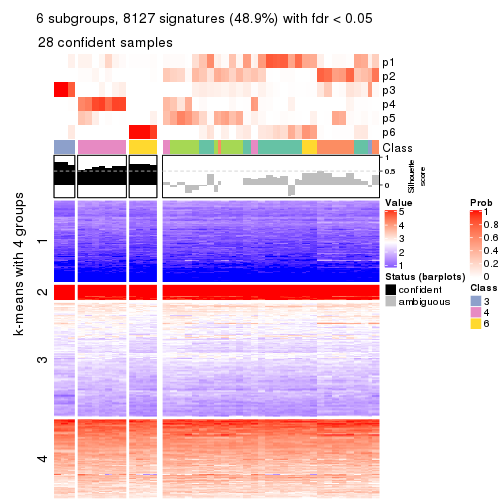 6 subgroups, 8127 signatures (48.9%) with fdr < 0.05
28 confident samples
p1
p2
p3
p4
p5
p6
Class
1
0.5
0
Silhouette
score
k-means with 4 groups
1
2
3
4
Value
5
4
3
2
1
Status (barplots)
confident
ambiguous
Prob
1
0.8
0.6
0.4
0.2
0
Class
3
4
6